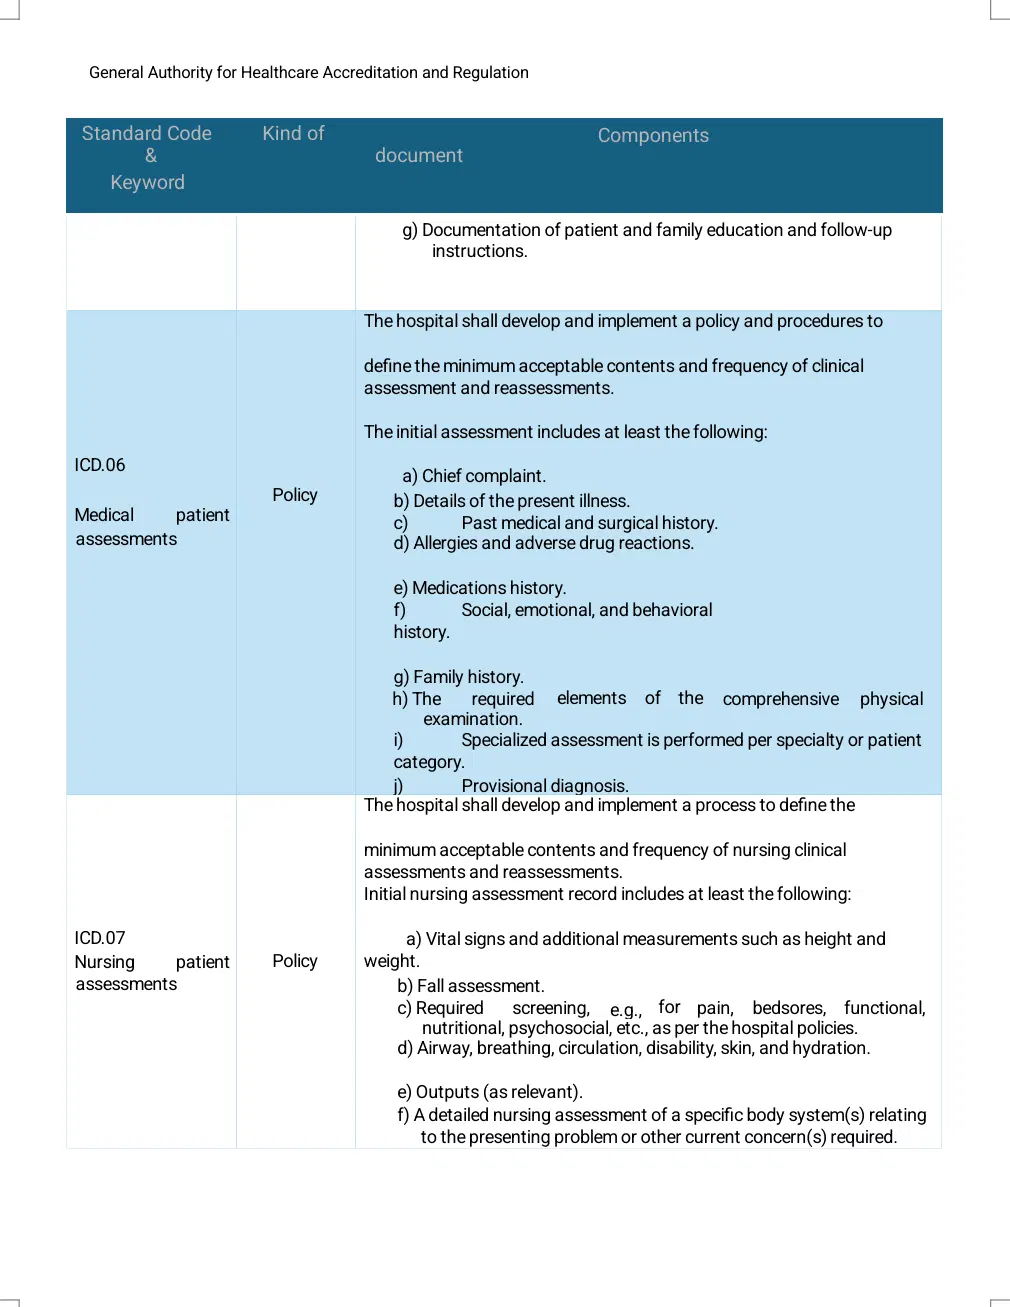 General Authority for Healthcare Accreditation and Regulation
Standard Code
&
Keyword
Kind of
document
Components
g) Documentation of patient and family education and follow-up
instructions.
ICD.06
Medical patient
assessments
Policy
The hospital shall develop and implement a policy and procedures to
define the minimum acceptable contents and frequency of clinical
assessment and reassessments.
The initial assessment includes at least the following:
a) Chief complaint.
b) Details of the present illness.
c) Past medical and surgical history.
d) Allergies and adverse drug reactions.
e) Medications history.
f) Social, emotional, and behavioral
history.
g) Family history.
h) The required elements of the comprehensive physical
examination.
i) Specialized assessment is performed per specialty or patient
category.
j) Provisional diagnosis.
ICD.07
Nursing patient
assessments
Policy
The hospital shall develop and implement a process to define the
minimum acceptable contents and frequency of nursing clinical
assessments and reassessments.
Initial nursing assessment record includes at least the following:
a) Vital signs and additional measurements such as height and
weight.
b) Fall assessment.
c) Required screening, e.g., for pain, bedsores, functional,
nutritional, psychosocial, etc., as per the hospital policies.
d) Airway, breathing, circulation, disability, skin, and hydration.
e) Outputs (as relevant).
f) A detailed nursing assessment of a specific body system(s) relating
to the presenting problem or other current concern(s) required.